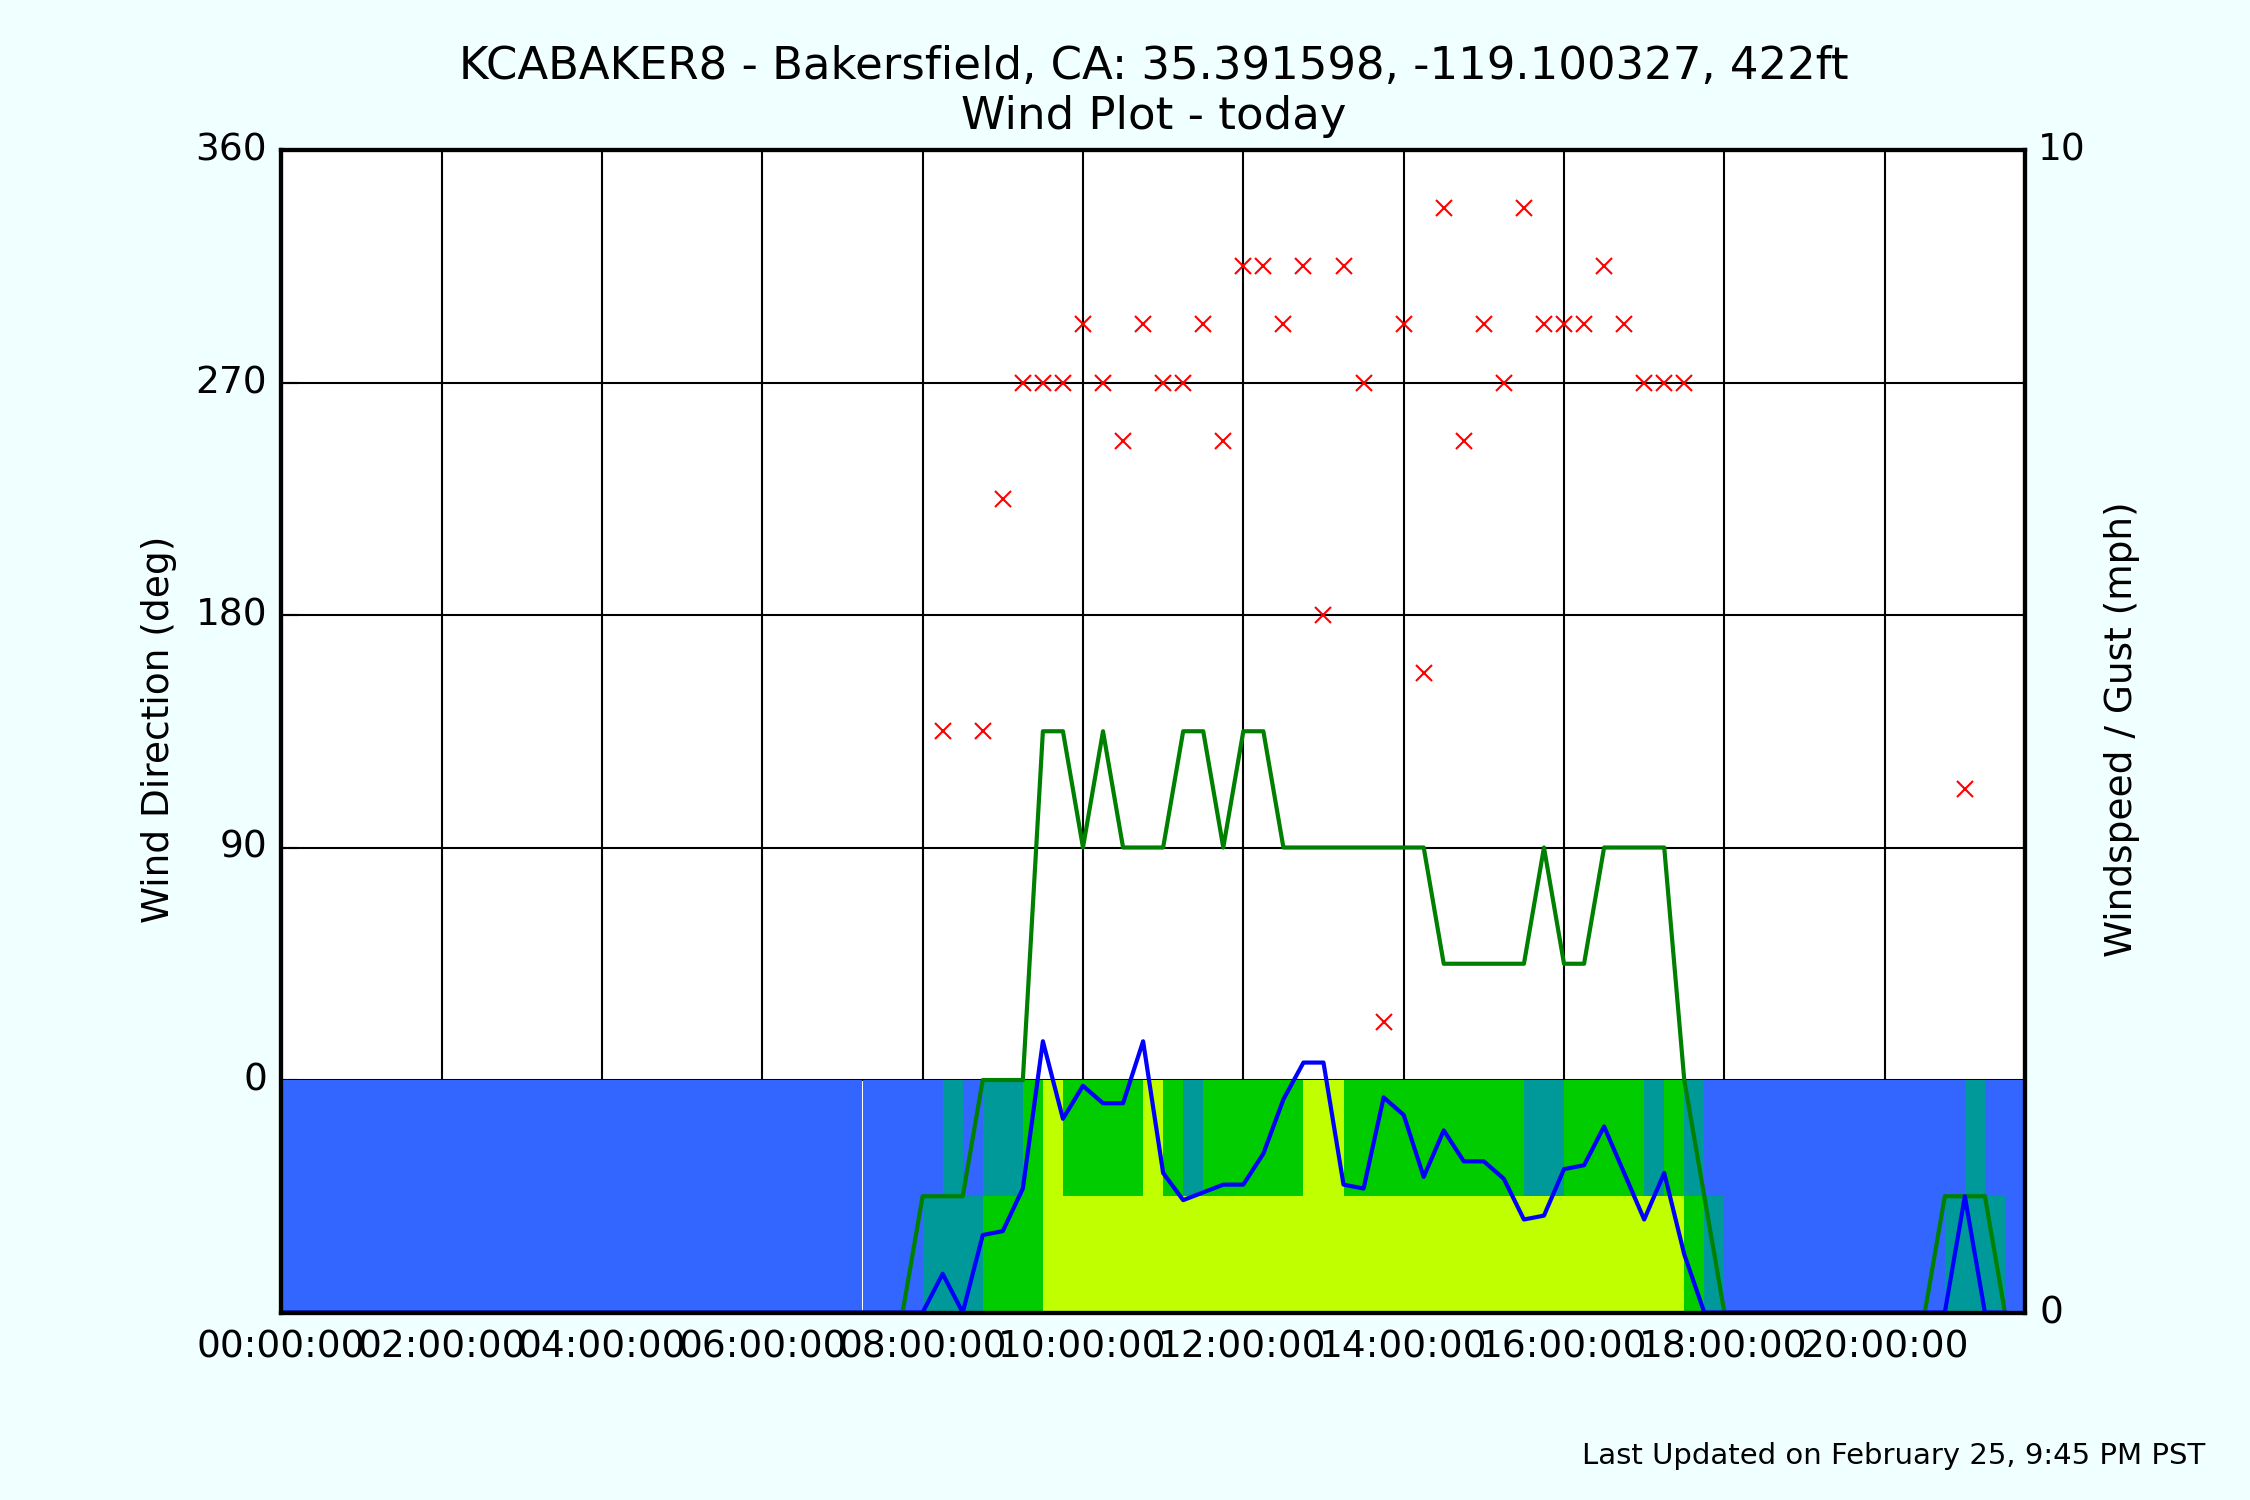 KCABAKER8 - Bakersfield, CA: 35.391598, -119.100327, 422ft
Wind Plot - today
360
10
270
180
90
0
0
Wind Direction (deg)
Windspeed / Gust (mph)
00:00:00 02:00:00 04:00:00 06:00:00 08:00:00 10:00:00 12:00:00 14:00:00 16:00:00 18:00:00 20:00:00
Last Updated on February 25, 9:45 PM PST